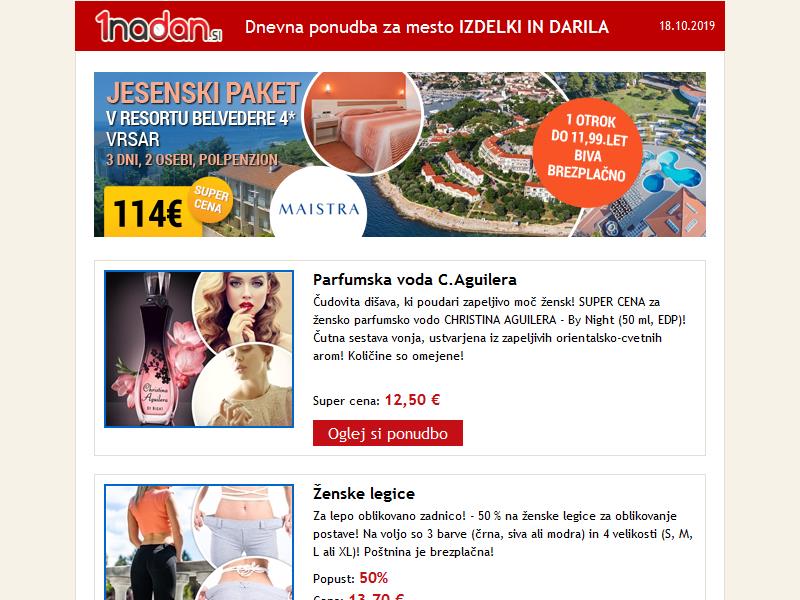 1nadan.si
Dnevna ponudba za mesto IZDELKI IN DARILA
18.10.2019
JESENSKI PAKET
V RESORTU BELVEDERE 4*
VRSAR
3 DNI, 2 OSEBI, POLPENZION
114€
SUPER
CENA
MAISTRA
1 OTROK
DO 11,99.LET
BIVA
BREZPLAČNO
Christina
Aguilera
BY NIGHT
Parfumska voda C.Aguilera
Čudovita dišava, ki poudari zapeljivo moč žensk! SUPER CENA za
žensko parfumsko vodo CHRISTINA AGUILERA - By Night (50 ml, EDP)!
Čutna sestava vonja, ustvarjena iz zapeljivih orientalsko-cvetnih
arom! Količine so omejene!
Super cena: 12,50 €
Oglej si ponudbo
Ženske legice
Za lepo oblikovano zadnico! - 50 % na ženske legice za oblikovanje
postave! Na voljo so 3 barve (črna, siva ali modra) in 4 velikosti (S, M,
L ali XL)! Poštnina je brezplačna!
Popust: 50%
Cena: 13,70 €